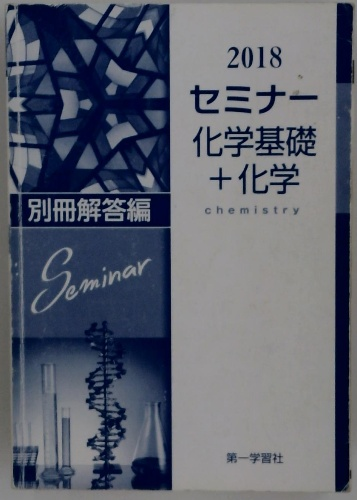 2018
セミナー
化学基礎
+化学
chemistry
別冊解答編
Seminar
第一学習社